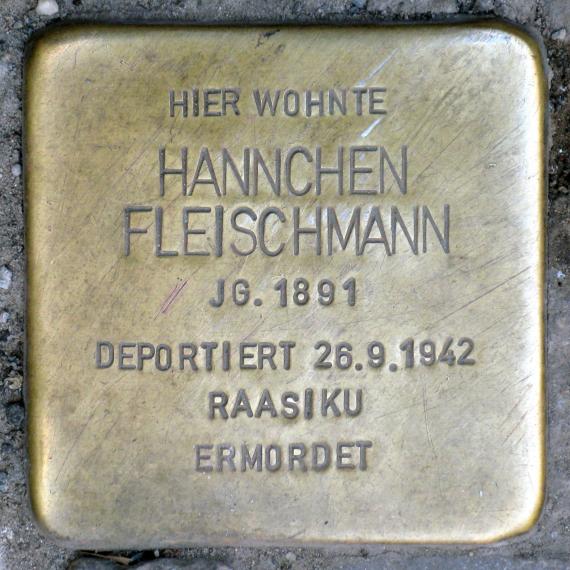 HIER WOHNTE
HANNCHEN
FLEISCHMANN
JG. 1891
DEPORTIERT 26.9.1942
RAASIKU
ERMORDET